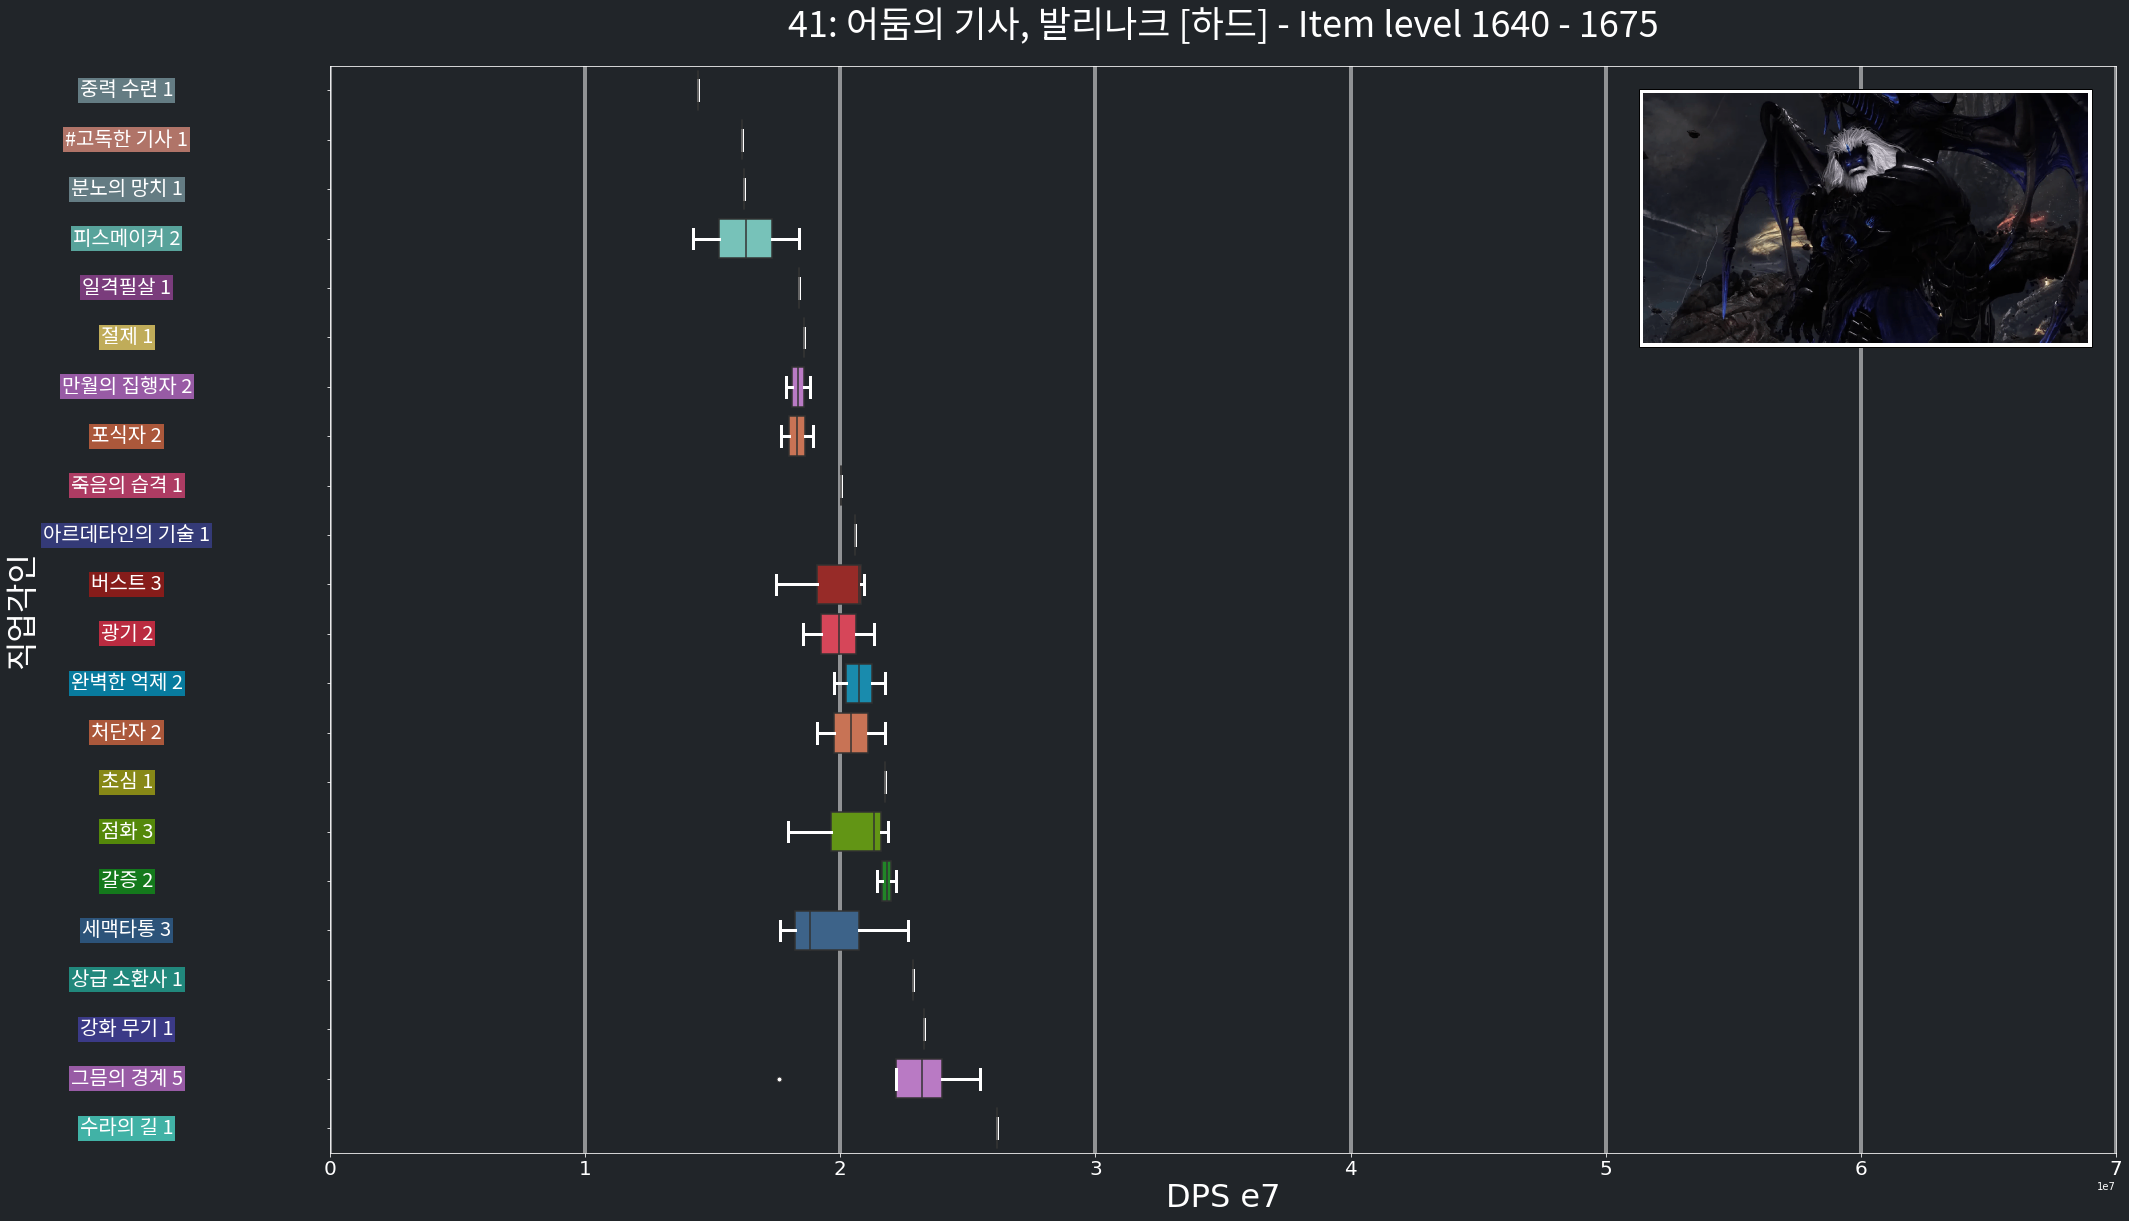 41: 어둠의 기사, 발리나크 [하드] - Item level 1640 - 1675
직업각인
중력 수련 1
#고독한 기사 1
분노의 망치 1
피스메이커 2
일격필살 1
절제 1
만월의 집행자 2
포식자 2
죽음의 습격 1
아르데타인의 기술 1
버스트 3
광기 2
완벽한 억제 2
처단자 2
초심 1
점화 3
갈증 2
세맥타통 3
상급 소환사 1
강화 무기 1
그믐의 경계 5
수라의 길 1
0 1 2 3 4 5 6 7
1e7
DPS e7